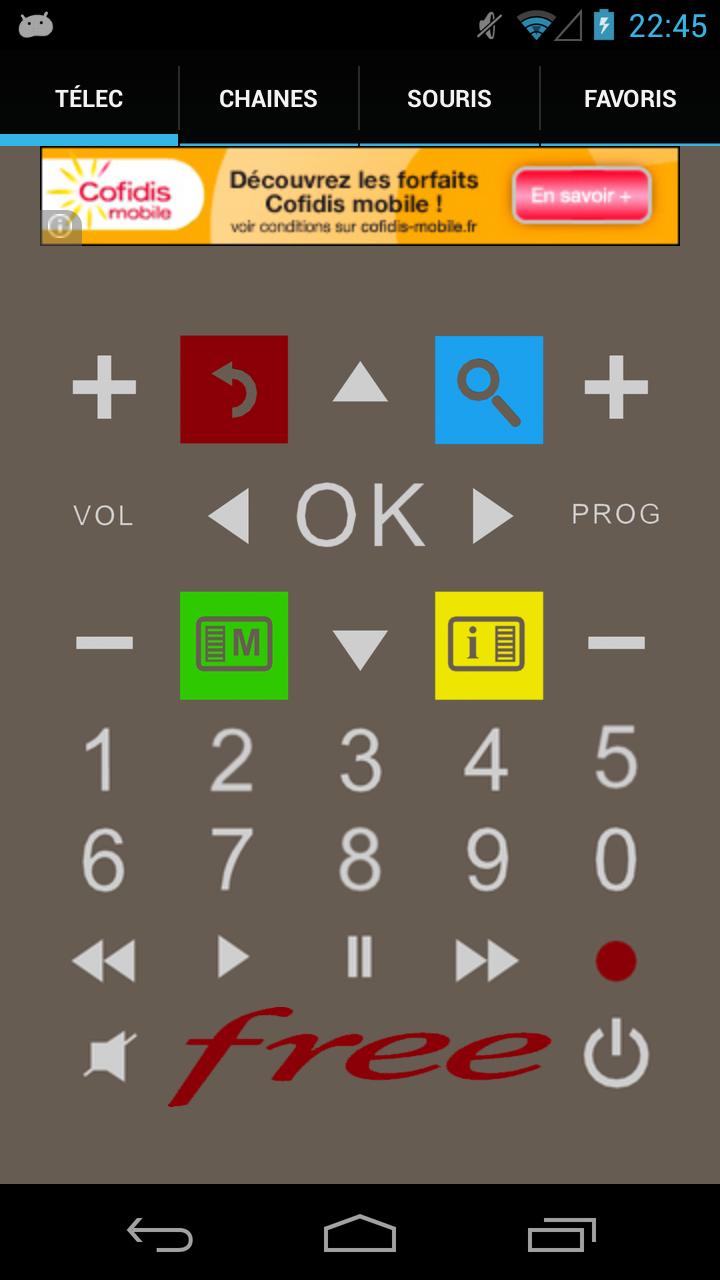 22:45
TÉLEC CHAINES SOURIS FAVORIS
Cofidis
mobile
Découvrez les forfaits
Cofidis mobile !
voir conditions sur cofidis-mobile.fr
En savoir +
VOL OK PROG
M i
1 2 3 4 5
6 7 8 9 0
free